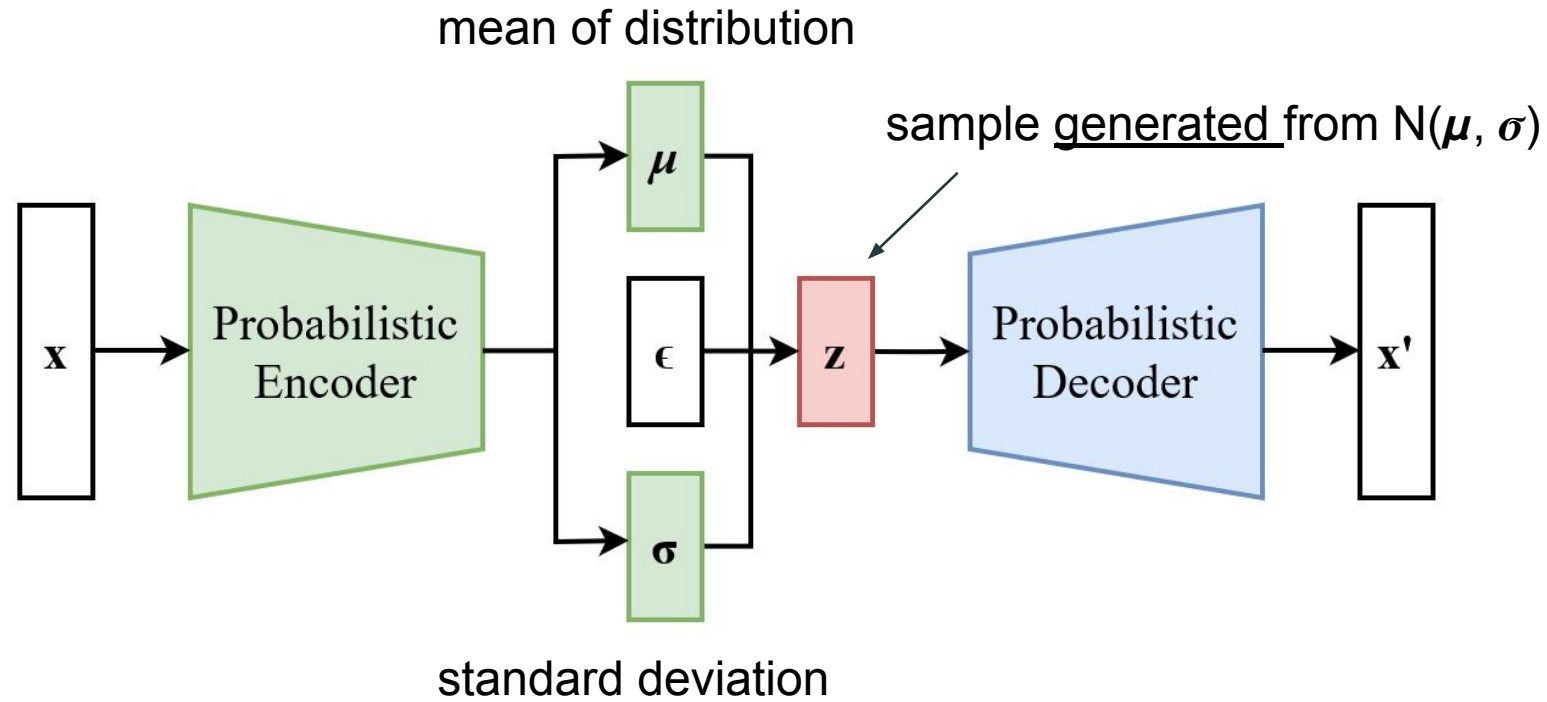 mean of distribution
sample generated from N(μ, σ)
μ
x
Probabilistic
Encoder
ϵ
z
Probabilistic
Decoder
x'
σ
standard deviation